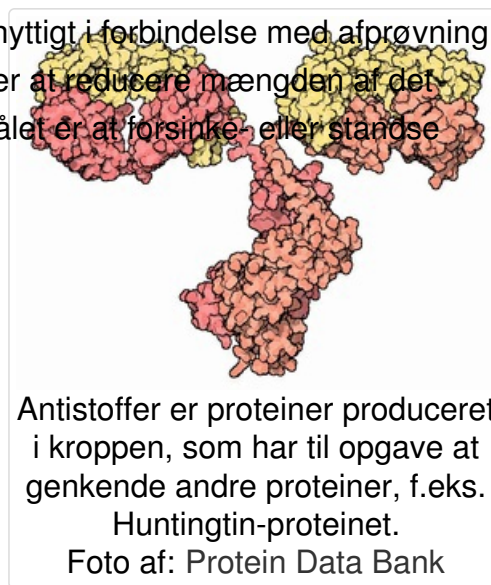 nyttigt i forbindelse med afprøvning
er at reducere mængden af det
ålet er at forsinke- eller standse
Antistoffer er proteiner produceret
i kroppen, som har til opgave at
genkende andre proteiner, f.eks.
Huntingtin-proteinet.
Foto af: Protein Data Bank